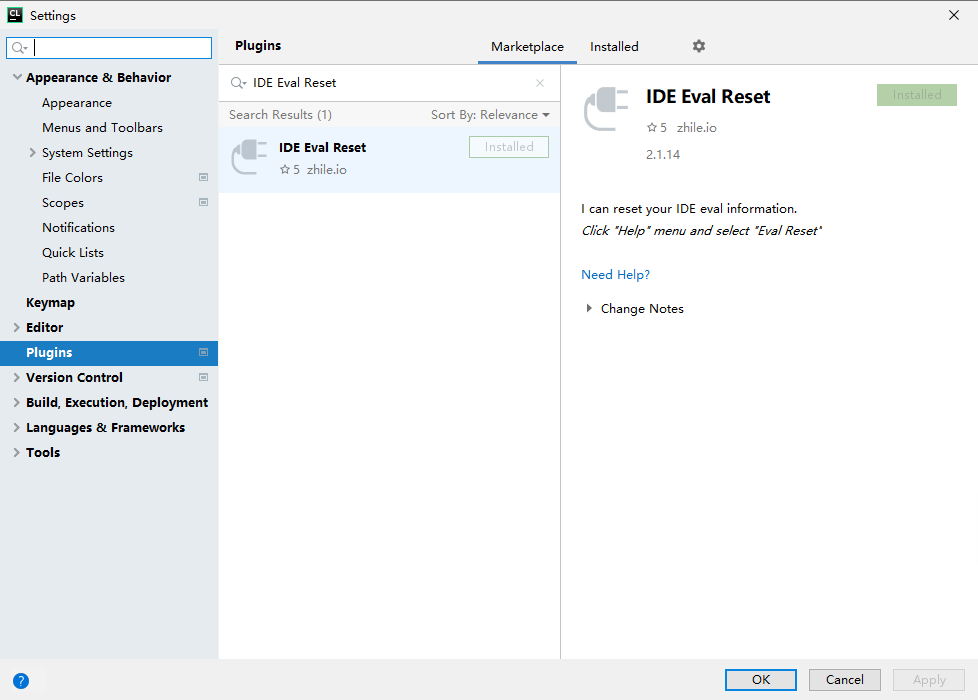 CL
Settings
Appearance & Behavior
Appearance
Menus and Toolbars
System Settings
File Colors
Scopes
Notifications
Quick Lists
Path Variables
Keymap
Editor
Plugins
Version Control
Build, Execution, Deployment
Languages & Frameworks
Tools
Plugins
Marketplace
Installed
IDE Eval Reset
Search Results (1)
Sort By: Relevance
IDE Eval Reset
Installed
5 zhile.io
IDE Eval Reset
Installed
5 zhile.io
2.1.14
I can reset your IDE eval information.
Click "Help" menu and select "Eval Reset"
Need Help?
Change Notes
?
OK
Cancel
Apply